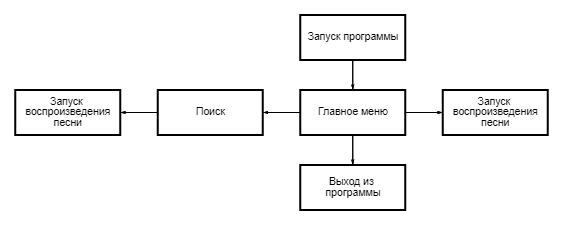 Запуск программы
Запуск
воспроизведения
песни
Поиск
Главное меню
Запуск
воспроизведения
песни
Выход из
программы